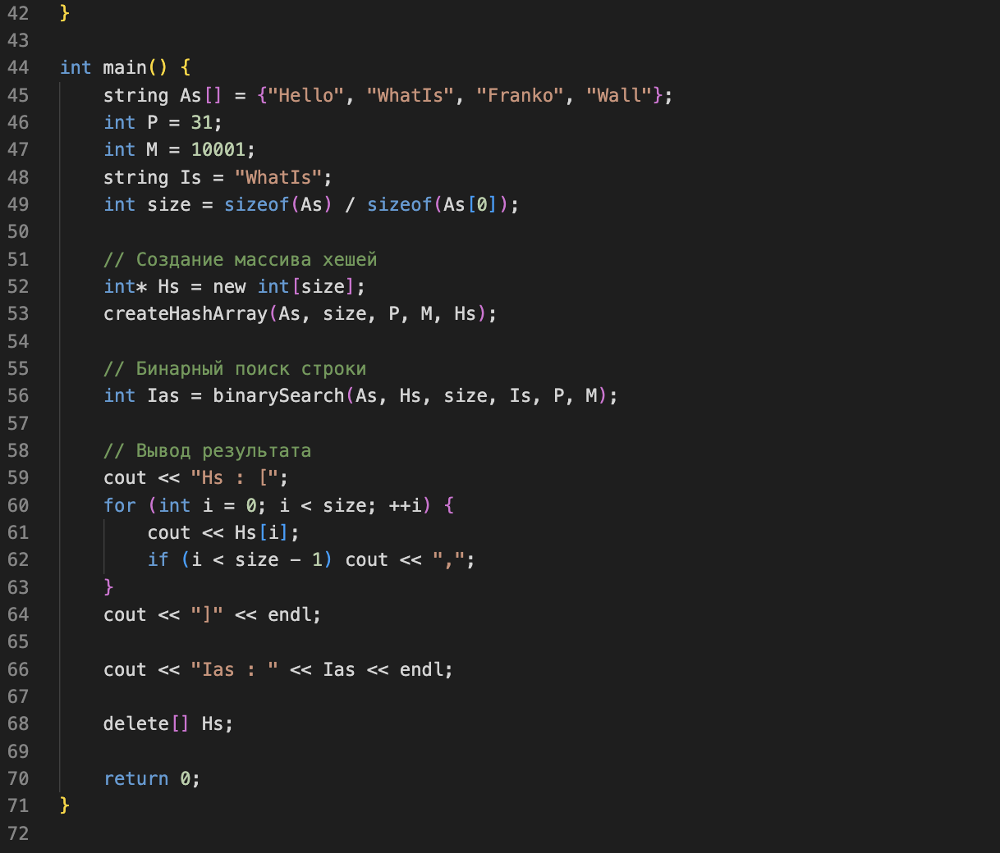 42 }
43
44 int main() {
45     string As[] = {"Hello", "WhatIs", "Franko", "Wall"};
46     int P = 31;
47     int M = 10001;
48     string Is = "WhatIs";
49     int size = sizeof(As) / sizeof(As[0]);
50
51     // Создание массива хешей
52     int* Hs = new int[size];
53     createHashArray(As, size, P, M, Hs);
54
55     // Бинарный поиск строки
56     int Ias = binarySearch(As, Hs, size, Is, P, M);
57
58     // Вывод результата
59     cout << "Hs : [";
60     for (int i = 0; i < size; ++i) {
61         cout << Hs[i];
62         if (i < size - 1) cout << ",";
63     }
64     cout << "]" << endl;
65
66     cout << "Ias : " << Ias << endl;
67
68     delete[] Hs;
69
70     return 0;
71 }
72